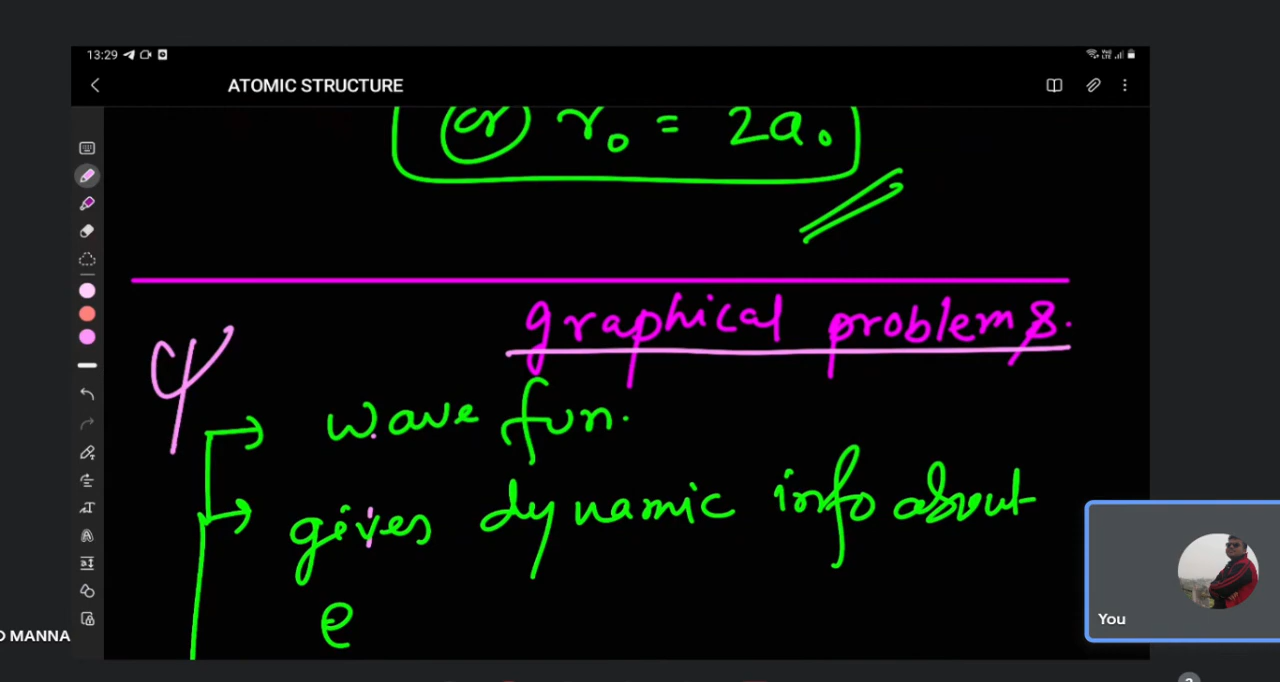 13:29
ATOMIC STRUCTURE
(or) r₀ = 2a₀
graphical problems.
ψ
→ wave fun.
→ gives dynamic info about
e
O MANNA
You